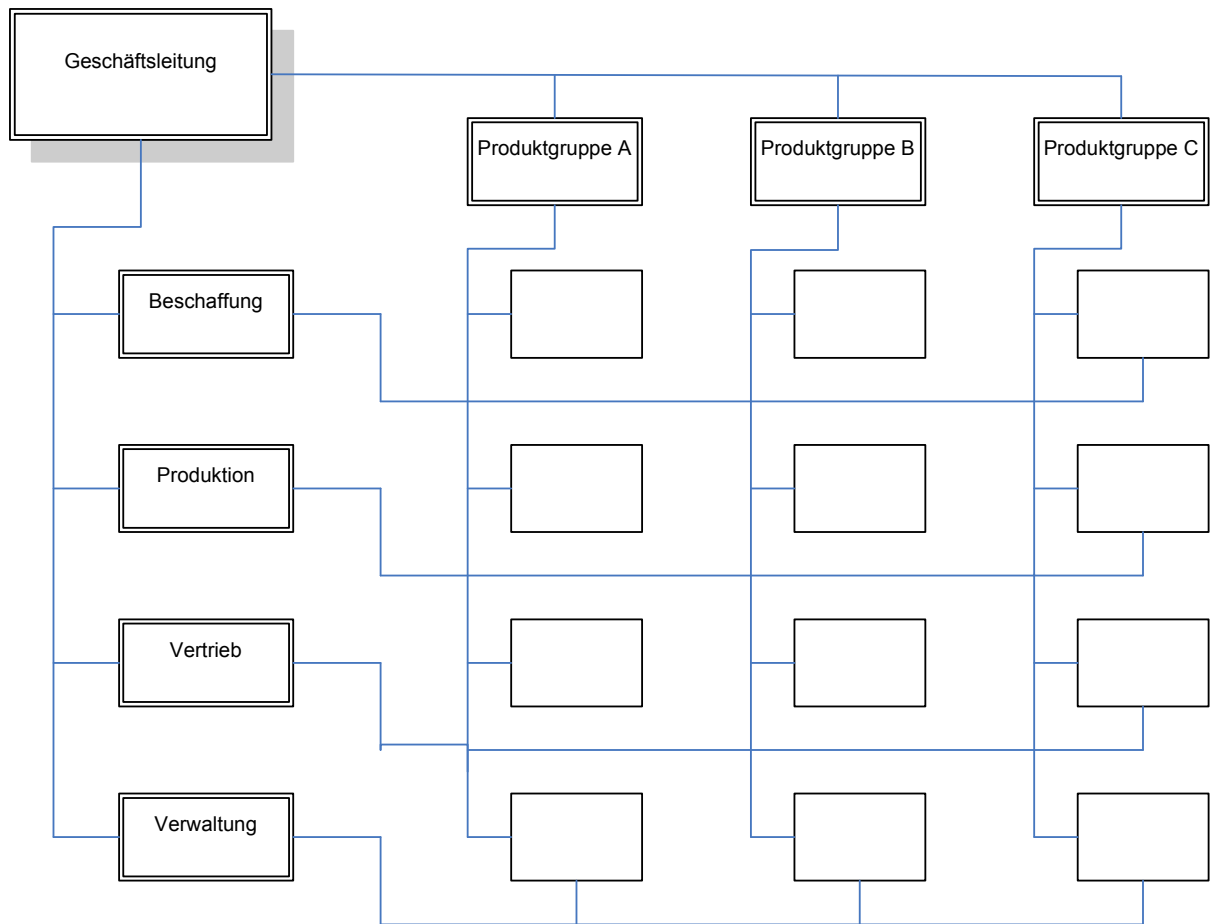 Geschäftsleitung
Produktgruppe A
Produktgruppe B
Produktgruppe C
Beschaffung
Produktion
Vertrieb
Verwaltung